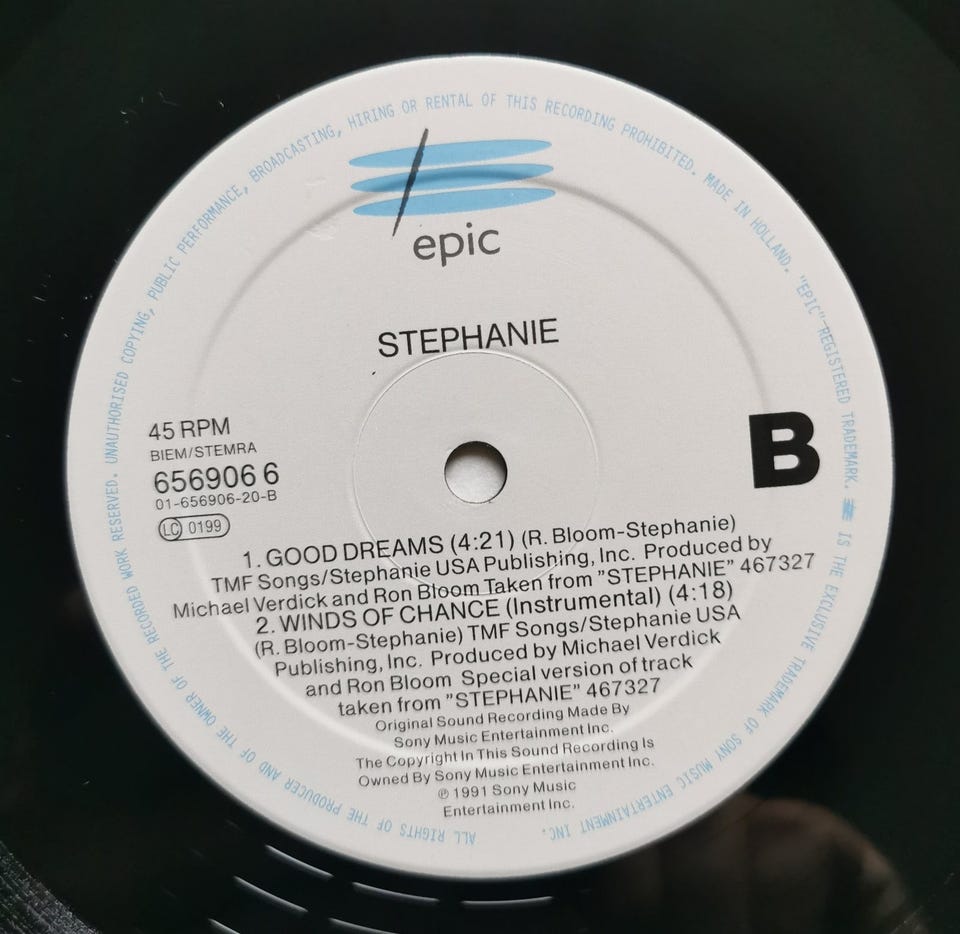 epic
STEPHANIE
45 RPM
BIEM/STEMRA
656906 6
01-656906-20-B
LC 0199
B
1. GOOD DREAMS (4:21) (R. Bloom-Stephanie)
TMF Songs/Stephanie USA Publishing, Inc. Produced by
Michael Verdick and Ron Bloom Taken from "STEPHANIE" 467327
2. WINDS OF CHANCE (Instrumental) (4:18)
(R. Bloom-Stephanie) TMF Songs/Stephanie USA
Publishing, Inc. Produced by Michael Verdick
and Ron Bloom Special version of track
taken from "STEPHANIE" 467327
Original Sound Recording Made By
Sony Music Entertainment Inc.
The Copyright In This Sound Recording Is
Owned By Sony Music Entertainment Inc.
℗ 1991 Sony Music
Entertainment Inc.
ALL RIGHTS OF THE PRODUCER AND OF THE OWNER OF THE RECORDED WORK RESERVED. UNAUTHORISED COPYING, PUBLIC PERFORMANCE, BROADCASTING, HIRING OR RENTAL OF THIS RECORDING PROHIBITED. MADE IN HOLLAND. "EPIC" REGISTERED TRADEMARK. IS THE EXCLUSIVE TRADEMARK OF SONY MUSIC ENTERTAINMENT INC.